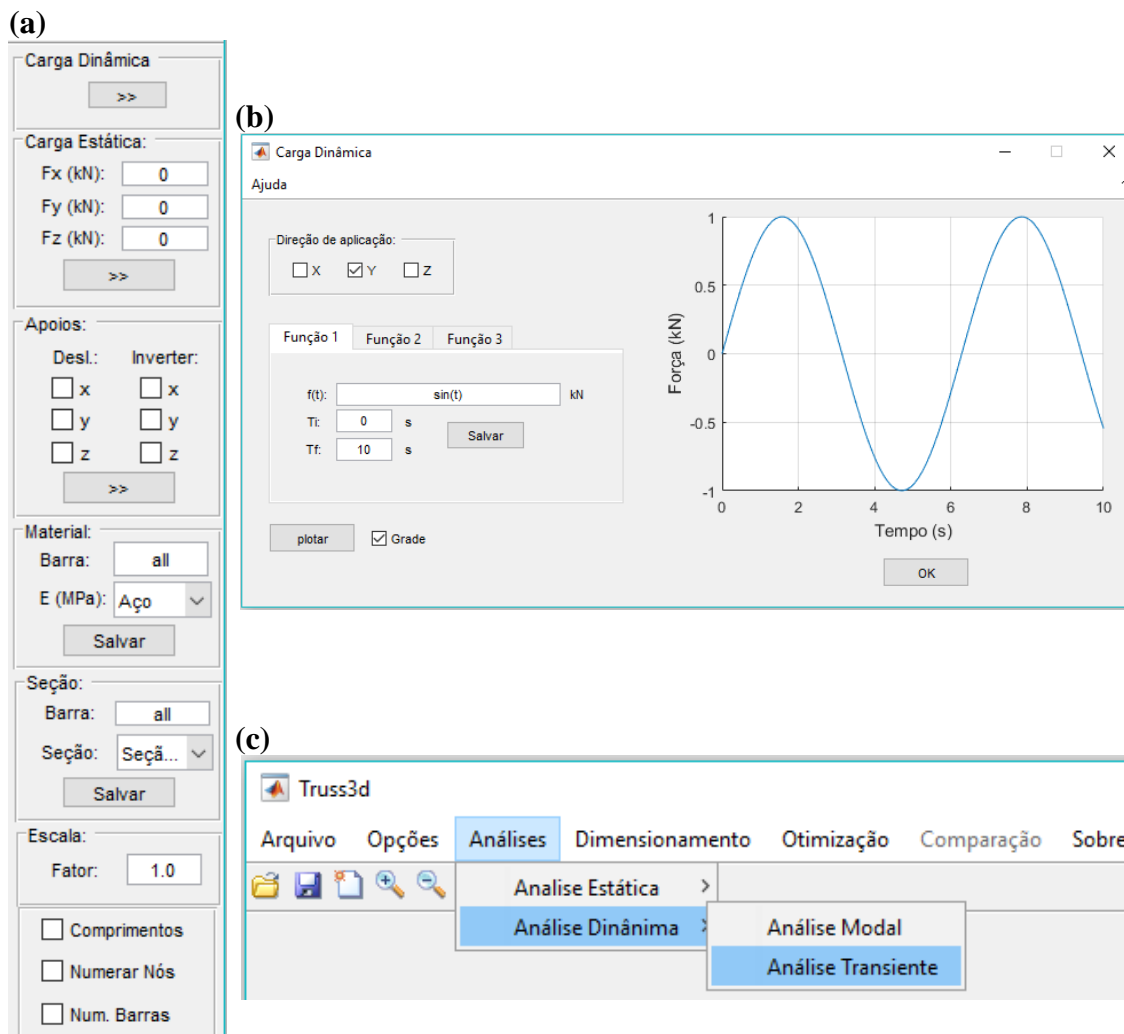 (a)
Carga Dinâmica
>>
Carga Estática:
Fx (kN): 0
Fy (kN): 0
Fz (kN): 0
>>
Apoios:
Desl.: Inverter:
x x
y y
z z
>>
Material:
Barra: all
E (MPa): Aço
Salvar
Seção:
Barra: all
Seção: Seçã...
Salvar
Escala:
Fator: 1.0
Comprimentos
Numerar Nós
Num. Barras
(b)
Carga Dinâmica
Ajuda
Direção de aplicação:
X Y Z
Função 1 Função 2 Função 3
f(t): sin(t) kN
Ti: 0 s
Salvar
Tf: 10 s
plotar Grade
Força (kN)
1
0.5
0
-0.5
-1
0 2 4 6 8 10
Tempo (s)
OK
(c)
Truss3d
Arquivo Opções Análises Dimensionamento Otimização Comparação Sobre
Analise Estática >
Análise Dinânima >
Análise Modal
Análise Transiente